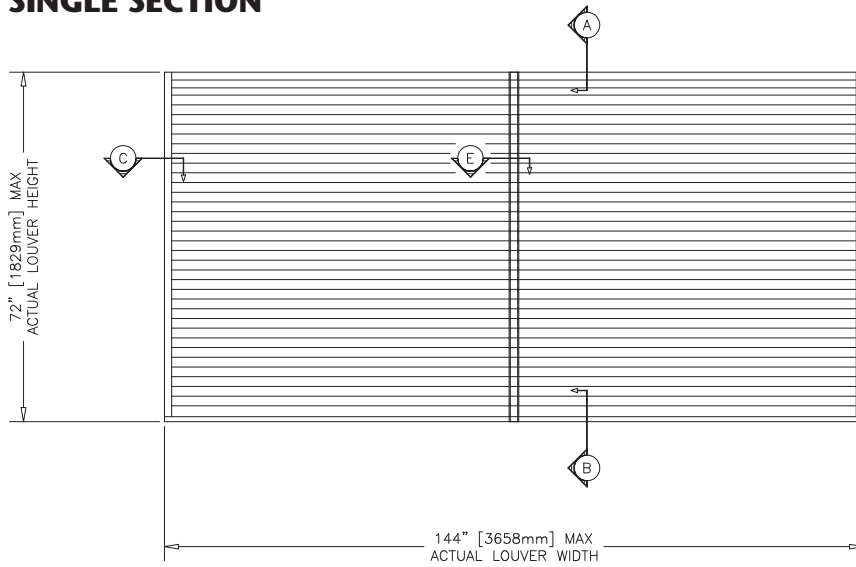 SINGLE SECTION
A
C
E
72" [1829mm] MAX
ACTUAL LOUVER HEIGHT
B
144" [3658mm] MAX
ACTUAL LOUVER WIDTH